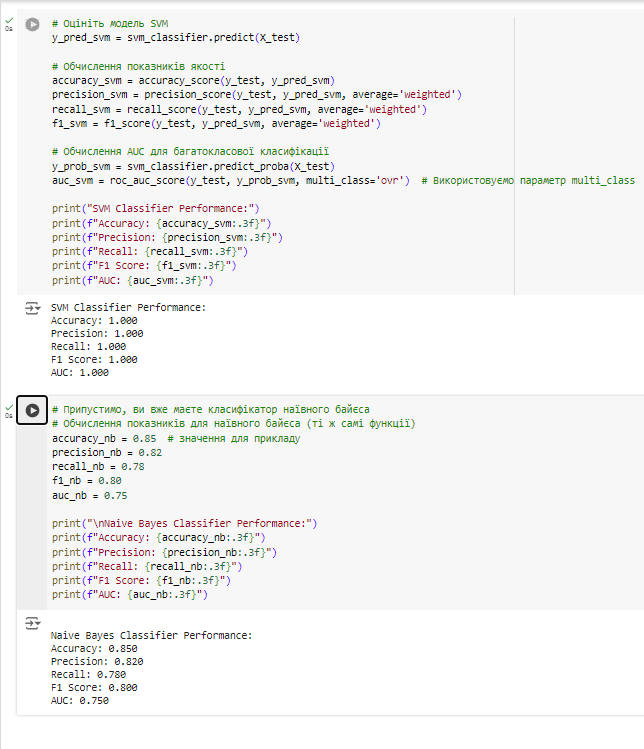 0s
# Оцініть модель SVM
y_pred_svm = svm_classifier.predict(X_test)
# Обчислення показників якості
accuracy_svm = accuracy_score(y_test, y_pred_svm)
precision_svm = precision_score(y_test, y_pred_svm, average='weighted')
recall_svm = recall_score(y_test, y_pred_svm, average='weighted')
f1_svm = f1_score(y_test, y_pred_svm, average='weighted')
# Обчислення AUC для багатокласової класифікації
y_prob_svm = svm_classifier.predict_proba(X_test)
auc_svm = roc_auc_score(y_test, y_prob_svm, multi_class='ovr')  # Використовуємо параметр multi_class
print("SVM Classifier Performance:")
print(f"Accuracy: {accuracy_svm:.3f}")
print(f"Precision: {precision_svm:.3f}")
print(f"Recall: {recall_svm:.3f}")
print(f"F1 Score: {f1_svm:.3f}")
print(f"AUC: {auc_svm:.3f}")
SVM Classifier Performance:
Accuracy: 1.000
Precision: 1.000
Recall: 1.000
F1 Score: 1.000
AUC: 1.000
0s
# Припустимо, ви вже маєте класифікатор наївного байєса
# Обчислення показників для наївного байєса (ті ж самі функції)
accuracy_nb = 0.85  # значення для прикладу
precision_nb = 0.82
recall_nb = 0.78
f1_nb = 0.80
auc_nb = 0.75
print("\nNaive Bayes Classifier Performance:")
print(f"Accuracy: {accuracy_nb:.3f}")
print(f"Precision: {precision_nb:.3f}")
print(f"Recall: {recall_nb:.3f}")
print(f"F1 Score: {f1_nb:.3f}")
print(f"AUC: {auc_nb:.3f}")
Naive Bayes Classifier Performance:
Accuracy: 0.850
Precision: 0.820
Recall: 0.780
F1 Score: 0.800
AUC: 0.750